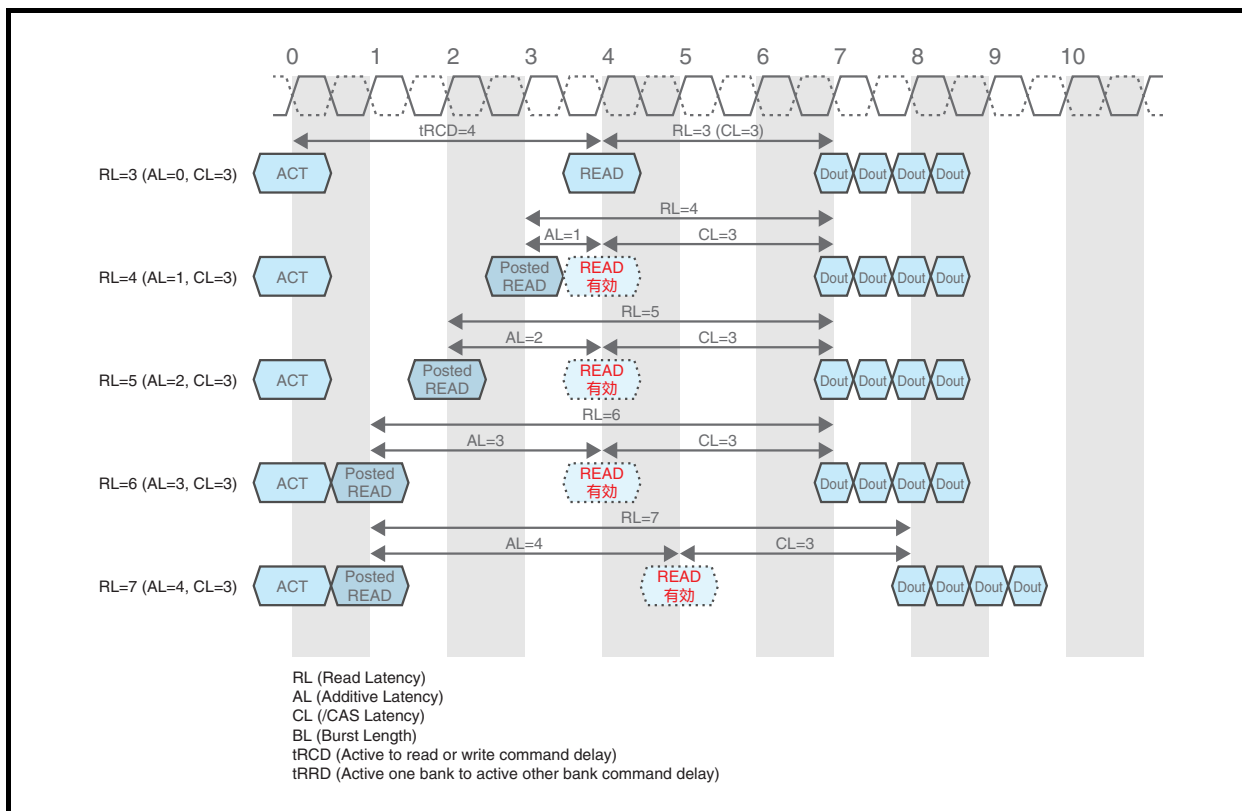 0 1 2 3 4 5 6 7 8 9 10
tRCD=4 RL=3 (CL=3)
RL=3 (AL=0, CL=3) ACT READ Dout Dout Dout Dout
RL=4
AL=1 CL=3
RL=4 (AL=1, CL=3) ACT Posted READ READ 有効 Dout Dout Dout Dout
RL=5
AL=2 CL=3
RL=5 (AL=2, CL=3) ACT Posted READ READ 有効 Dout Dout Dout Dout
RL=6
AL=3 CL=3
RL=6 (AL=3, CL=3) ACT Posted READ READ 有効 Dout Dout Dout Dout
RL=7
AL=4 CL=3
RL=7 (AL=4, CL=3) ACT Posted READ READ 有効 Dout Dout Dout Dout
RL (Read Latency)
AL (Additive Latency)
CL (/CAS Latency)
BL (Burst Length)
tRCD (Active to read or write command delay)
tRRD (Active one bank to active other bank command delay)